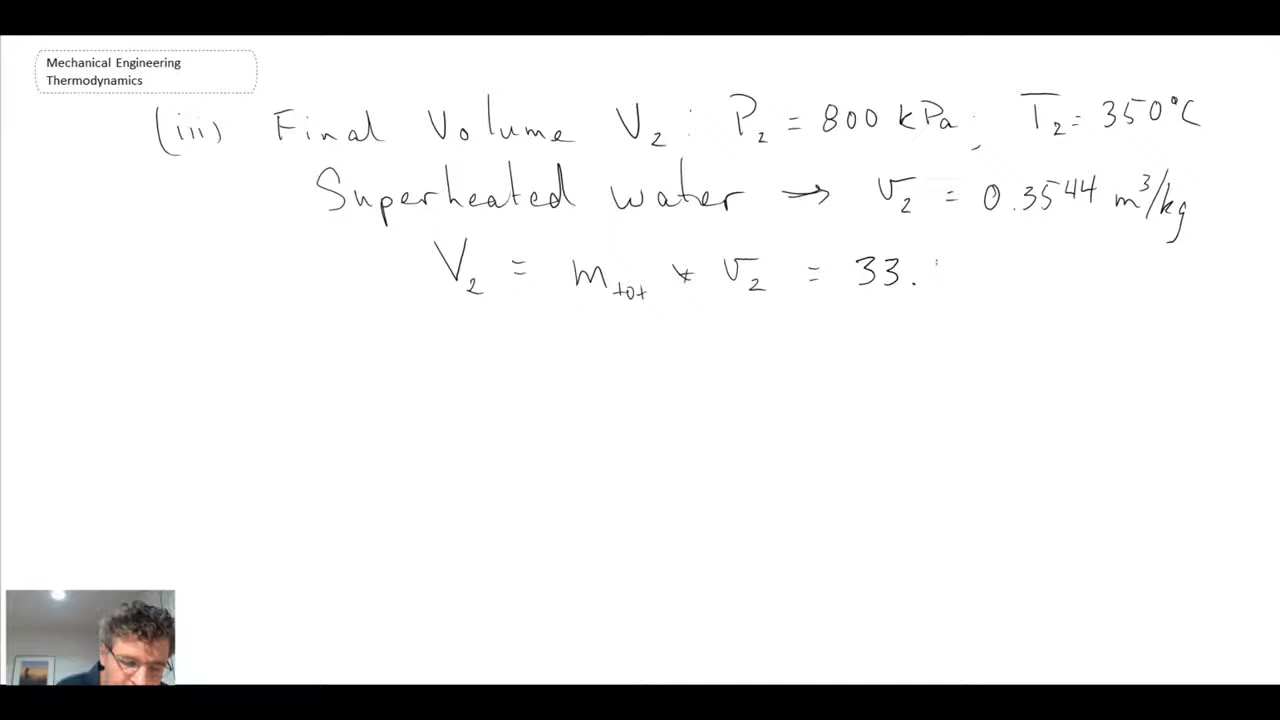 Mechanical Engineering
Thermodynamics
(iii) Final Volume V₂ : P₂ = 800 kPa ; T₂ = 350°C
Superheated water → v₂ = 0.3544 m³/kg
V₂ = m_tot * v₂ = 33.